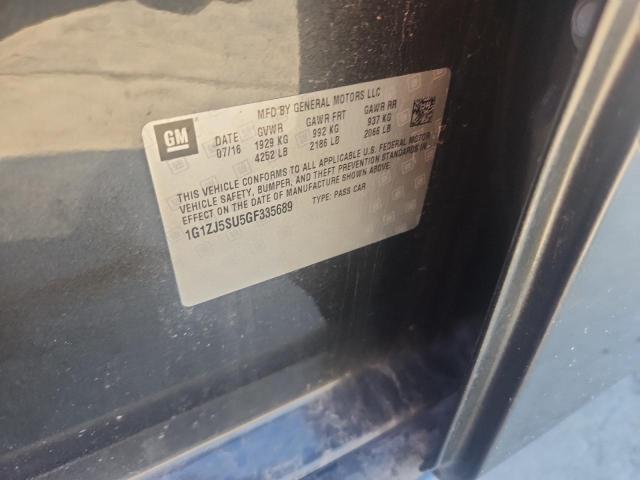 GM
MFD BY GENERAL MOTORS LLC
DATE GVWR GAWR FRT GAWR RR
07/16 1929 KG 992 KG 937 KG
4252 LB 2186 LB 2066 LB
THIS VEHICLE CONFORMS TO ALL APPLICABLE U.S. FEDERAL MOTOR
VEHICLE SAFETY, BUMPER, AND THEFT PREVENTION STANDARDS IN
EFFECT ON THE DATE OF MANUFACTURE SHOWN ABOVE.
1G1ZJ5SU5GF335689 TYPE: PASS CAR